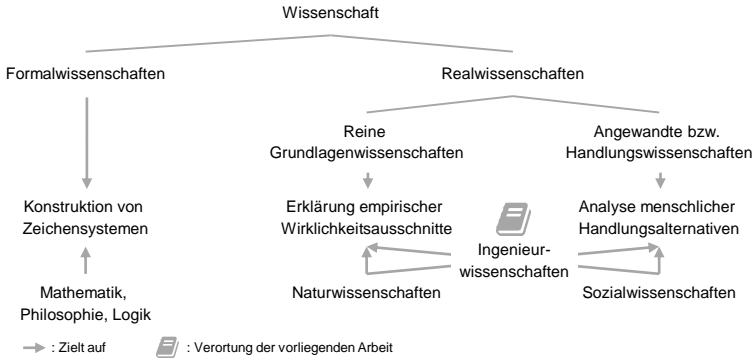 Wissenschaft
Formalwissenschaften
Realwissenschaften
Reine
Grundlagenwissenschaften
Angewandte bzw.
Handlungswissenschaften
Konstruktion von
Zeichensystemen
Erklärung empirischer
Wirklichkeitsausschnitte
Analyse menschlicher
Handlungsalternativen
Ingenieur-
wissenschaften
Mathematik,
Philosophie, Logik
Naturwissenschaften
Sozialwissenschaften
: Zielt auf
: Verortung der vorliegenden Arbeit